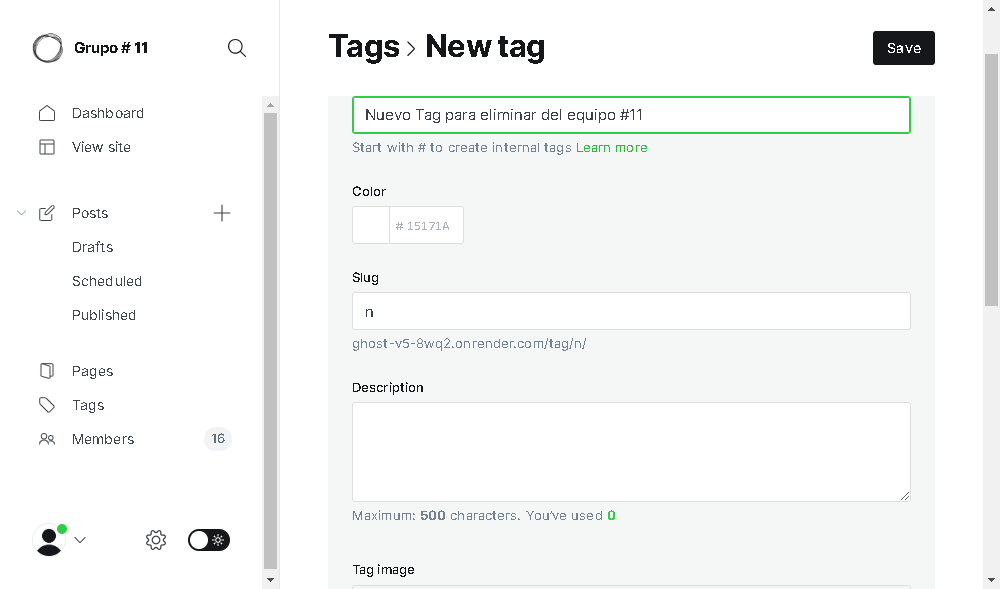 Grupo # 11
Dashboard
View site
Posts
Drafts
Scheduled
Published
Pages
Tags
Members
16
Tags > New tag
Save
Nuevo Tag para eliminar del equipo #11
Start with # to create internal tags Learn more
Color
# 15171A
Slug
n
ghost-v5-8wq2.onrender.com/tag/n/
Description
Maximum: 500 characters. You've used 0
Tag image